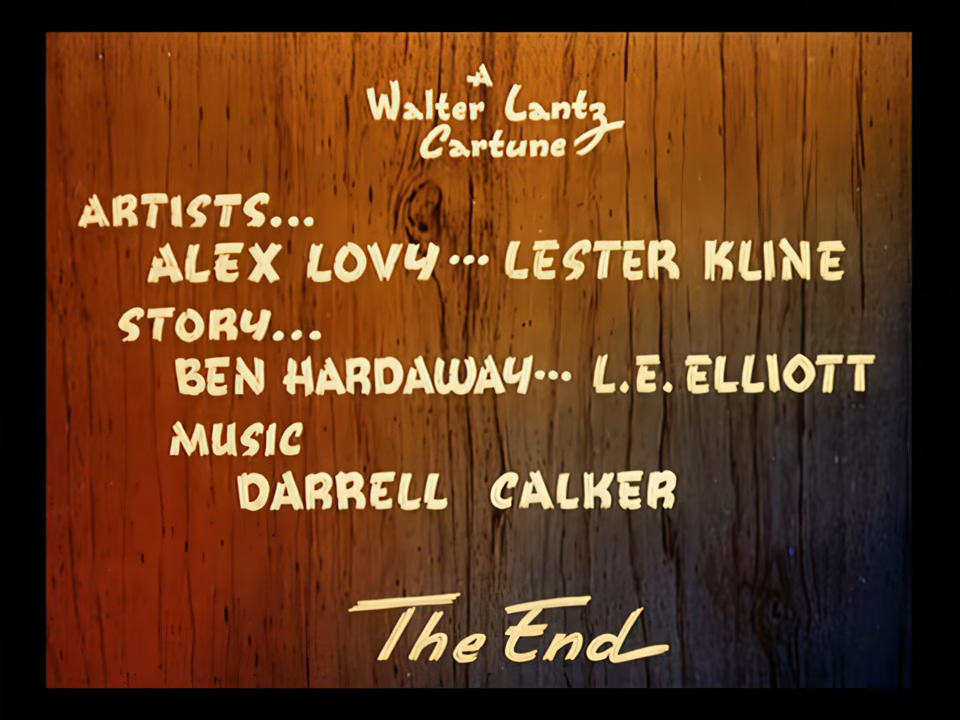 A
Walter Lantz
Cartune
ARTISTS...
ALEX LOVY... LESTER KLINE
STORY...
BEN HARDAWAY... L.E. ELLIOTT
MUSIC
DARRELL CALKER
The End